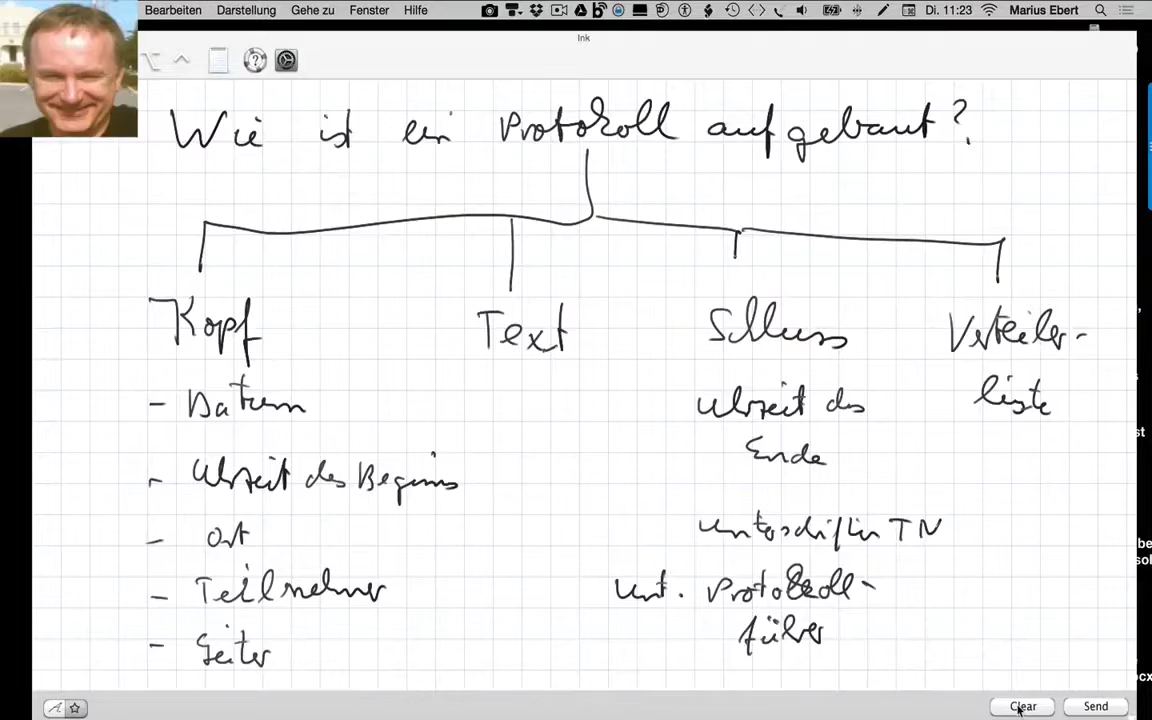 Bearbeiten Darstellung Gehe zu Fenster Hilfe Di. 11:23 Marius Ebert
Ink
Wie ist ein Protokoll aufgebaut?
Kopf Text Schluss Verteiler-
liste
- Datum
- Uhrzeit des Beginns
- Ort
- Teilnehmer
- Leiter
Uhrzeit des
Ende
Unterschriften TN
Unt. Protokoll-
führer
Clear Send